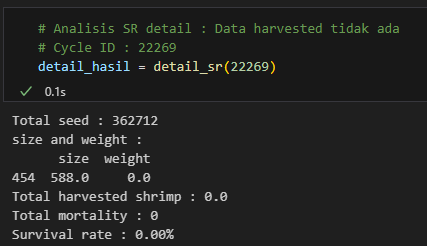 # Analisis SR detail : Data harvested tidak ada
# Cycle ID : 22269
detail_hasil = detail_sr(22269)
0.1s
Total seed : 362712
size and weight :
size weight
454 588.0 0.0
Total harvested shrimp : 0.0
Total mortality : 0
Survival rate : 0.00%